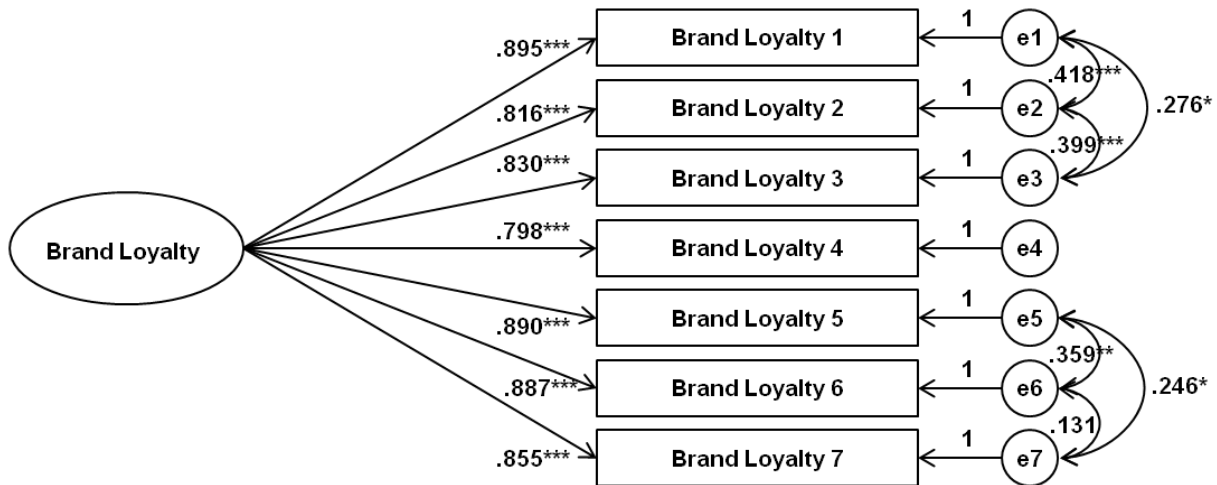 Brand Loyalty
.895***
.816***
.830***
.798***
.890***
.887***
.855***
Brand Loyalty 1
Brand Loyalty 2
Brand Loyalty 3
Brand Loyalty 4
Brand Loyalty 5
Brand Loyalty 6
Brand Loyalty 7
1
1
1
1
1
1
1
e1
e2
e3
e4
e5
e6
e7
.418***
.399***
.276*
.359**
.131
.246*